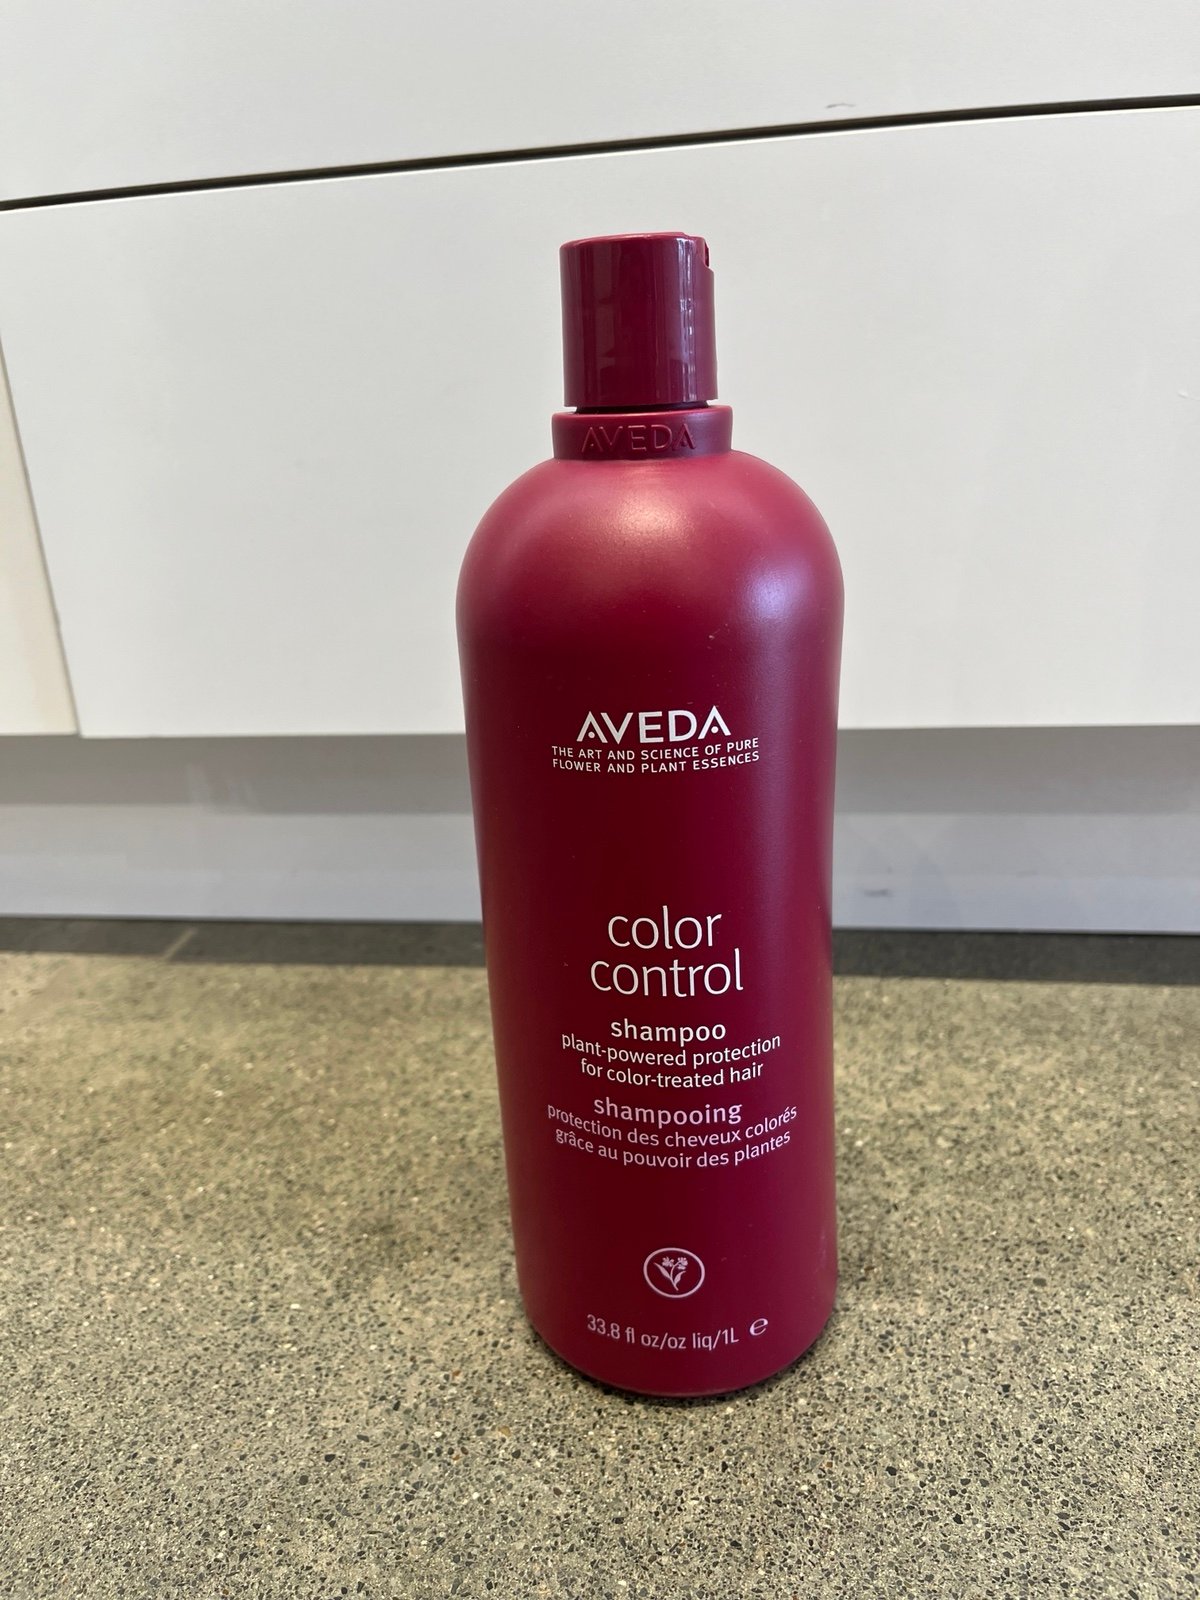 AVEDA
AVEDA
THE ART AND SCIENCE OF PURE
FLOWER AND PLANT ESSENCES
color
control
shampoo
plant-powered protection
for color-treated hair
shampooing
protection des cheveux colorés
grâce au pouvoir des plantes
33.8 fl oz/oz liq/1L ℮